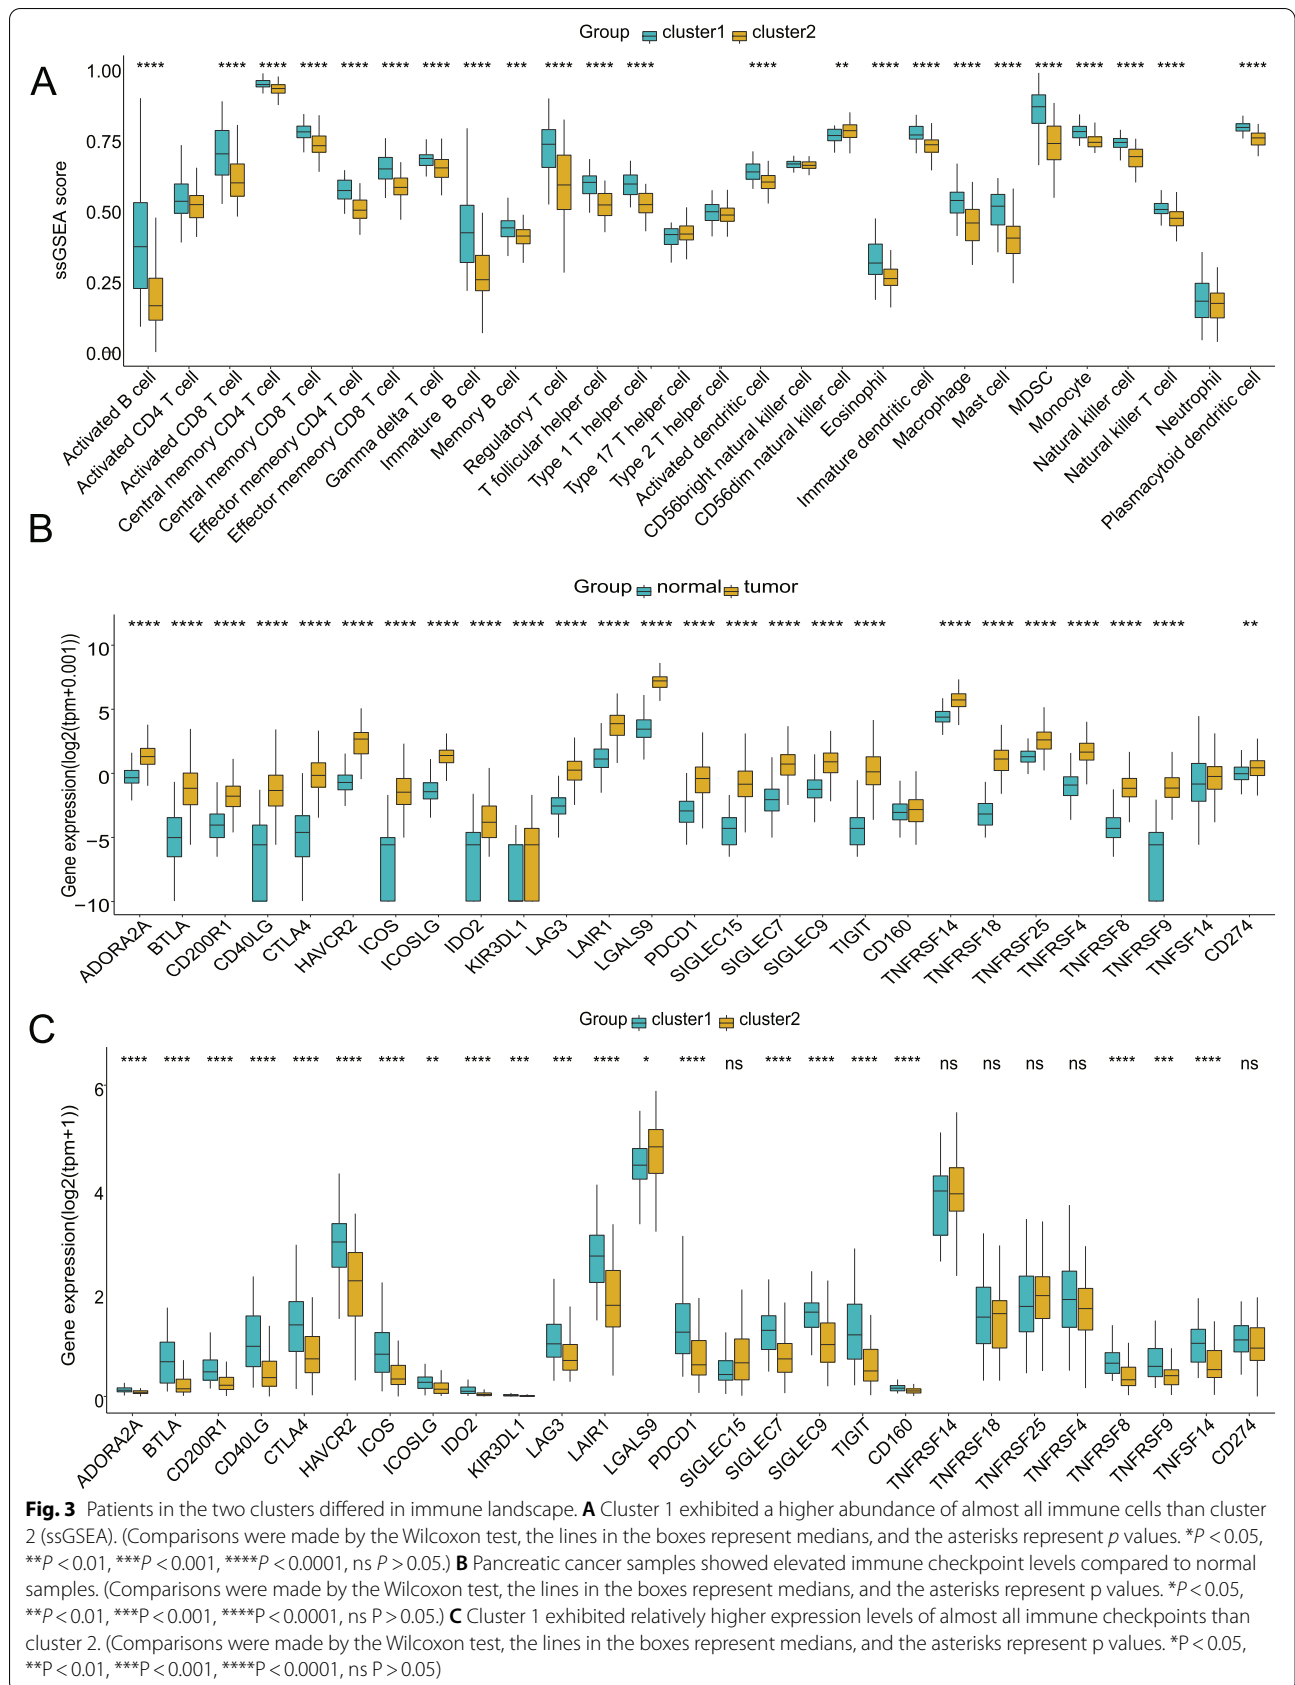 Group cluster1 cluster2
A
**** **** **** **** **** **** **** **** *** **** **** **** **** ** **** **** **** **** **** **** **** ****
ssGSEA score
1.00
0.75
0.50
0.25
0.00
Activated B cell
Activated CD4 T cell
Activated CD8 T cell
Central memory CD4 T cell
Central memory CD8 T cell
Effector memeory CD4 T cell
Effector memeory CD8 T cell
Gamma delta T cell
Immature B cell
Memory B cell
Regulatory T cell
T follicular helper cell
Type 1 T helper cell
Type 17 T helper cell
Type 2 T helper cell
Activated dendritic cell
CD56bright natural killer cell
CD56dim natural killer cell
Eosinophil
Immature dendritic cell
Macrophage
Mast cell
MDSC
Monocyte
Natural killer cell
Natural killer T cell
Neutrophil
Plasmacytoid dendritic cell
B
Group normal tumor
**** **** **** **** **** **** **** **** **** **** **** **** **** **** **** **** **** **** **** **** **** **** **** **** **
Gene expression(log2(tpm+0.001))
10
5
0
−5
−10
ADORA2A
BTLA
CD200R1
CD40LG
CTLA4
HAVCR2
ICOS
ICOSLG
IDO2
KIR3DL1
LAG3
LAIR1
LGALS9
PDCD1
SIGLEC15
SIGLEC7
SIGLEC9
TIGIT
CD160
TNFRSF14
TNFRSF18
TNFRSF25
TNFRSF4
TNFRSF8
TNFRSF9
TNFSF14
CD274
C
Group cluster1 cluster2
**** **** **** **** **** **** **** ** **** *** *** **** * **** ns **** **** **** **** ns ns ns ns **** *** **** ns
Gene expression(log2(tpm+1))
6
4
2
0
ADORA2A
BTLA
CD200R1
CD40LG
CTLA4
HAVCR2
ICOS
ICOSLG
IDO2
KIR3DL1
LAG3
LAIR1
LGALS9
PDCD1
SIGLEC15
SIGLEC7
SIGLEC9
TIGIT
CD160
TNFRSF14
TNFRSF18
TNFRSF25
TNFRSF4
TNFRSF8
TNFRSF9
TNFSF14
CD274
Fig. 3 Patients in the two clusters differed in immune landscape. A Cluster 1 exhibited a higher abundance of almost all immune cells than cluster
2 (ssGSEA). (Comparisons were made by the Wilcoxon test, the lines in the boxes represent medians, and the asterisks represent p values. *P < 0.05,
**P < 0.01, ***P < 0.001, ****P < 0.0001, ns P > 0.05.) B Pancreatic cancer samples showed elevated immune checkpoint levels compared to normal
samples. (Comparisons were made by the Wilcoxon test, the lines in the boxes represent medians, and the asterisks represent p values. *P < 0.05,
**P < 0.01, ***P < 0.001, ****P < 0.0001, ns P > 0.05.) C Cluster 1 exhibited relatively higher expression levels of almost all immune checkpoints than
cluster 2. (Comparisons were made by the Wilcoxon test, the lines in the boxes represent medians, and the asterisks represent p values. *P < 0.05,
**P < 0.01, ***P < 0.001, ****P < 0.0001, ns P > 0.05)